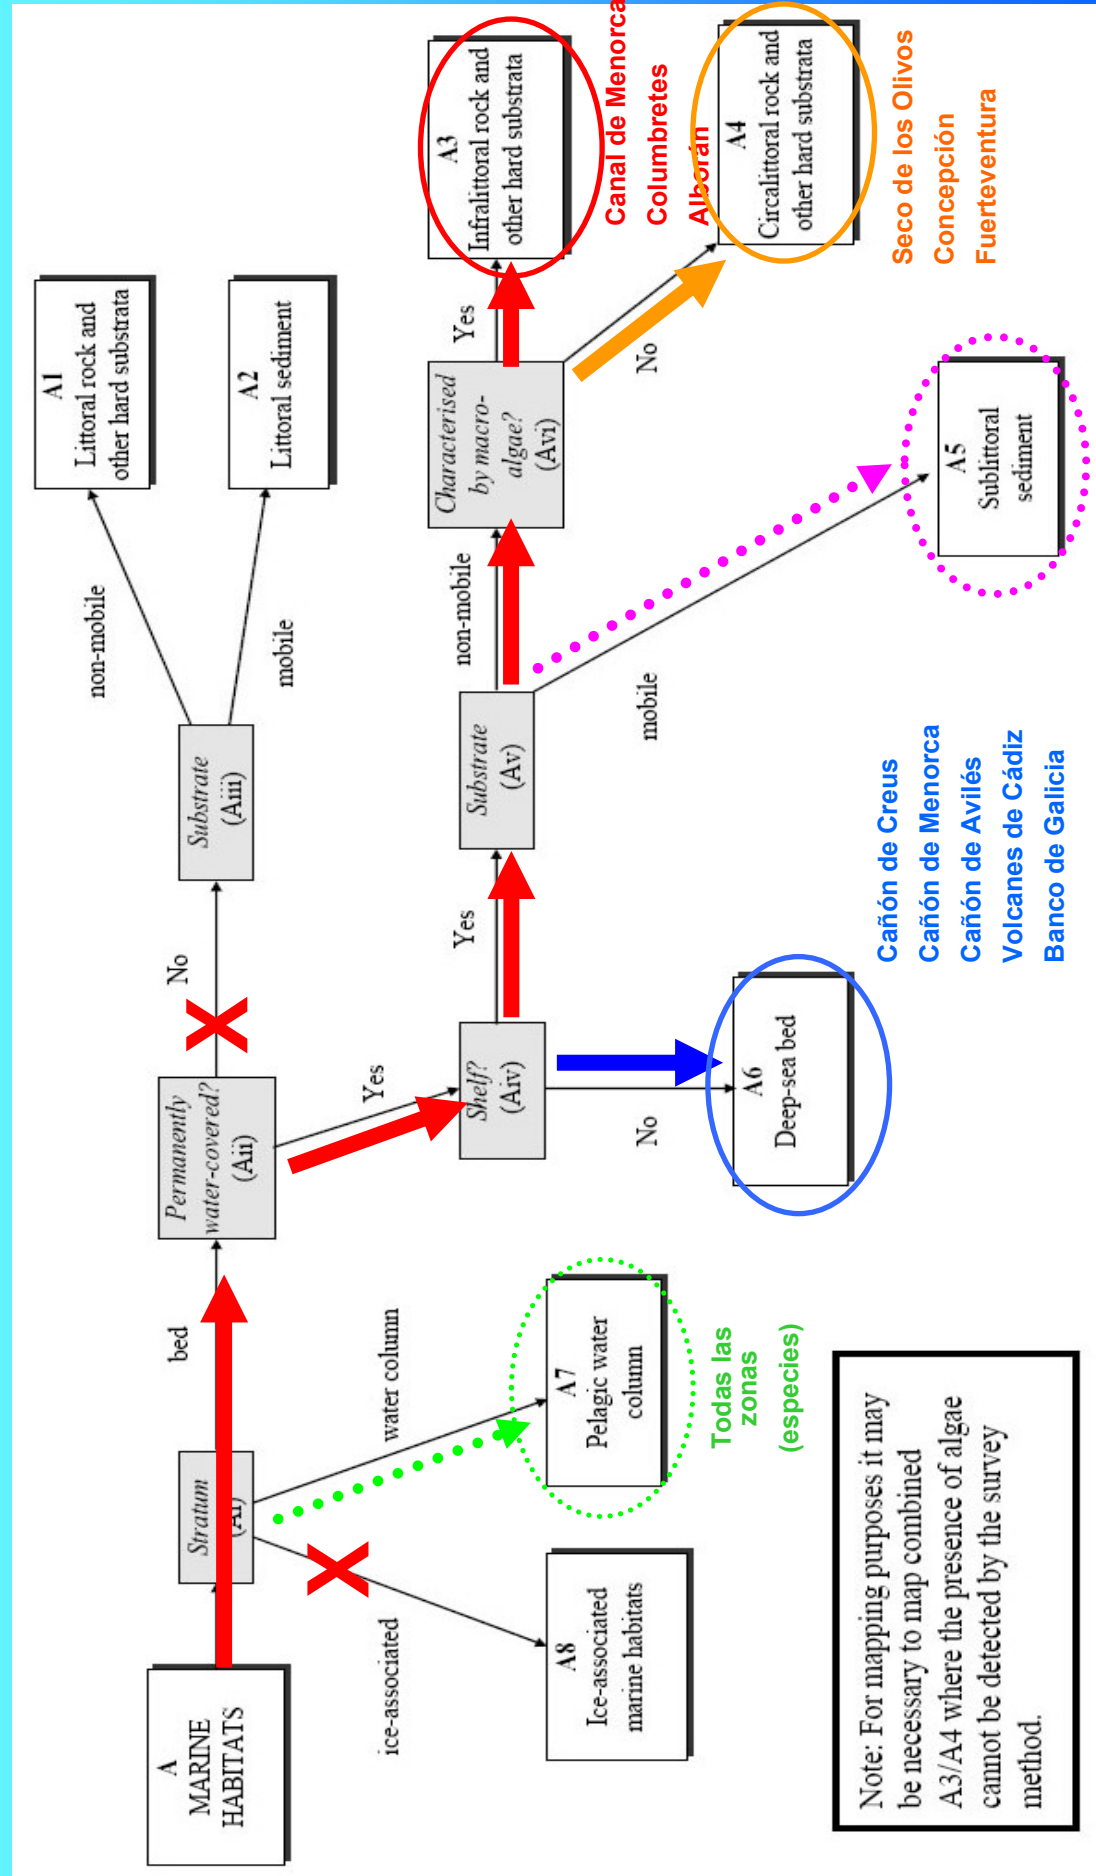 A
MARINE
HABITATS
Stratum
(Ai)
bed
water column
ice-associated
A8
Ice-associated
marine habitats
A7
Pelagic water
column
Todas las
zonas
(especies)
Permanently
water-covered?
(Aii)
No
Yes
Substrate
(Aiii)
non-mobile
mobile
A1
Littoral rock and
other hard substrata
A2
Littoral sediment
Shelf?
(Aiv)
Yes
No
A6
Deep-sea bed
Cañón de Creus
Cañón de Menorca
Cañón de Avilés
Volcanes de Cádiz
Banco de Galicia
Substrate
(Av)
non-mobile
mobile
A5
Sublittoral
sediment
Characterised
by macro-
algae?
(Avi)
Yes
No
A3
Infralittoral rock and
other hard substrata
Canal de Menorca
Columbretes
Alborán
A4
Circalittoral rock and
other hard substrata
Seco de los Olivos
Concepción
Fuerteventura
Note: For mapping purposes it may
be necessary to map combined
A3/A4 where the presence of algae
cannot be detected by the survey
method.